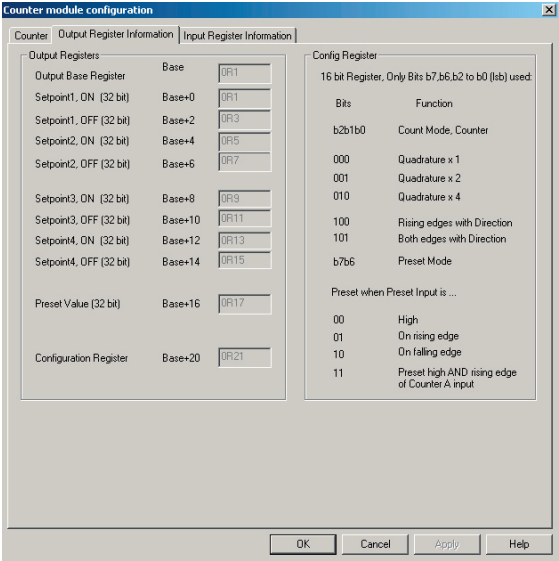 Counter module configuration
Counter
Output Register Information
Input Register Information
Output Registers
Output Base Register Base 0R1
Setpoint1, ON (32 bit) Base+0 0R1
Setpoint1, OFF (32 bit) Base+2 0R3
Setpoint2, ON (32 bit) Base+4 0R5
Setpoint2, OFF (32 bit) Base+6 0R7
Setpoint3, ON (32 bit) Base+8 0R9
Setpoint3, OFF (32 bit) Base+10 0R11
Setpoint4, ON (32 bit) Base+12 0R13
Setpoint4, OFF (32 bit) Base+14 0R15
Preset Value (32 bit) Base+16 0R17
Configuration Register Base+20 0R21
Config Register
16 bit Register, Only Bits b7,b6,b2 to b0 (lsb) used:
Bits Function
b2b1b0 Count Mode, Counter
000 Quadrature x 1
001 Quadrature x 2
010 Quadrature x 4
100 Rising edges with Direction
101 Both edges with Direction
b7b6 Preset Mode
Preset when Preset Input is ...
00 High
01 On rising edge
10 On falling edge
11 Preset high AND rising edge
of Counter A input
OK
Cancel
Apply
Help